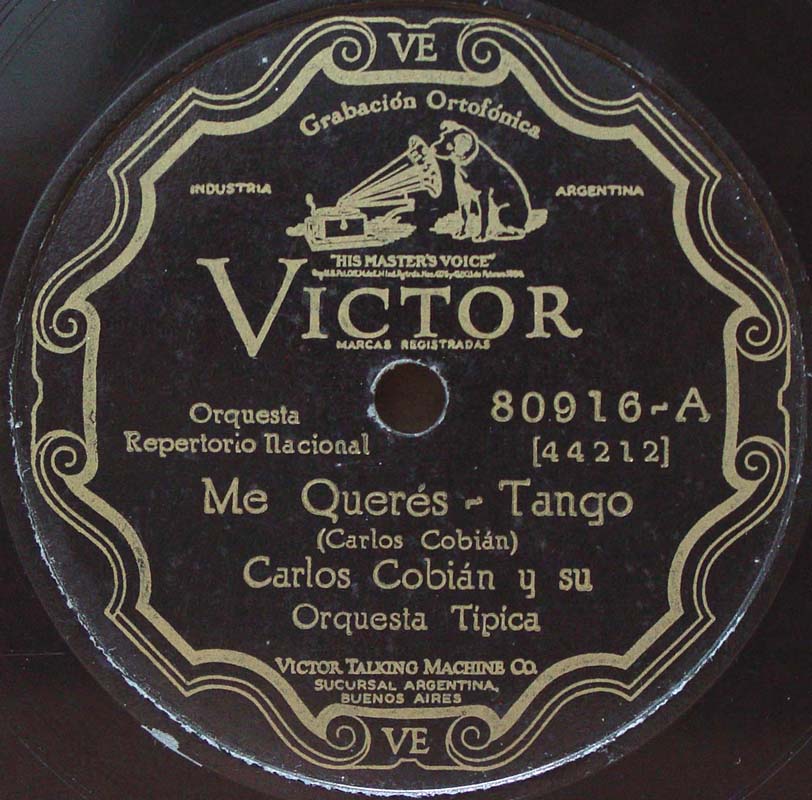 VE
Grabación Ortofónica
INDUSTRIA ARGENTINA
"HIS MASTER'S VOICE"
VICTOR
MARCAS REGISTRADAS
Orquesta
Repertorio Nacional
80916-A
[44212]
Me Querés - Tango
(Carlos Cobián)
Carlos Cobián y su
Orquesta Típica
VICTOR TALKING MACHINE CO.
SUCURSAL ARGENTINA,
BUENOS AIRES
VE